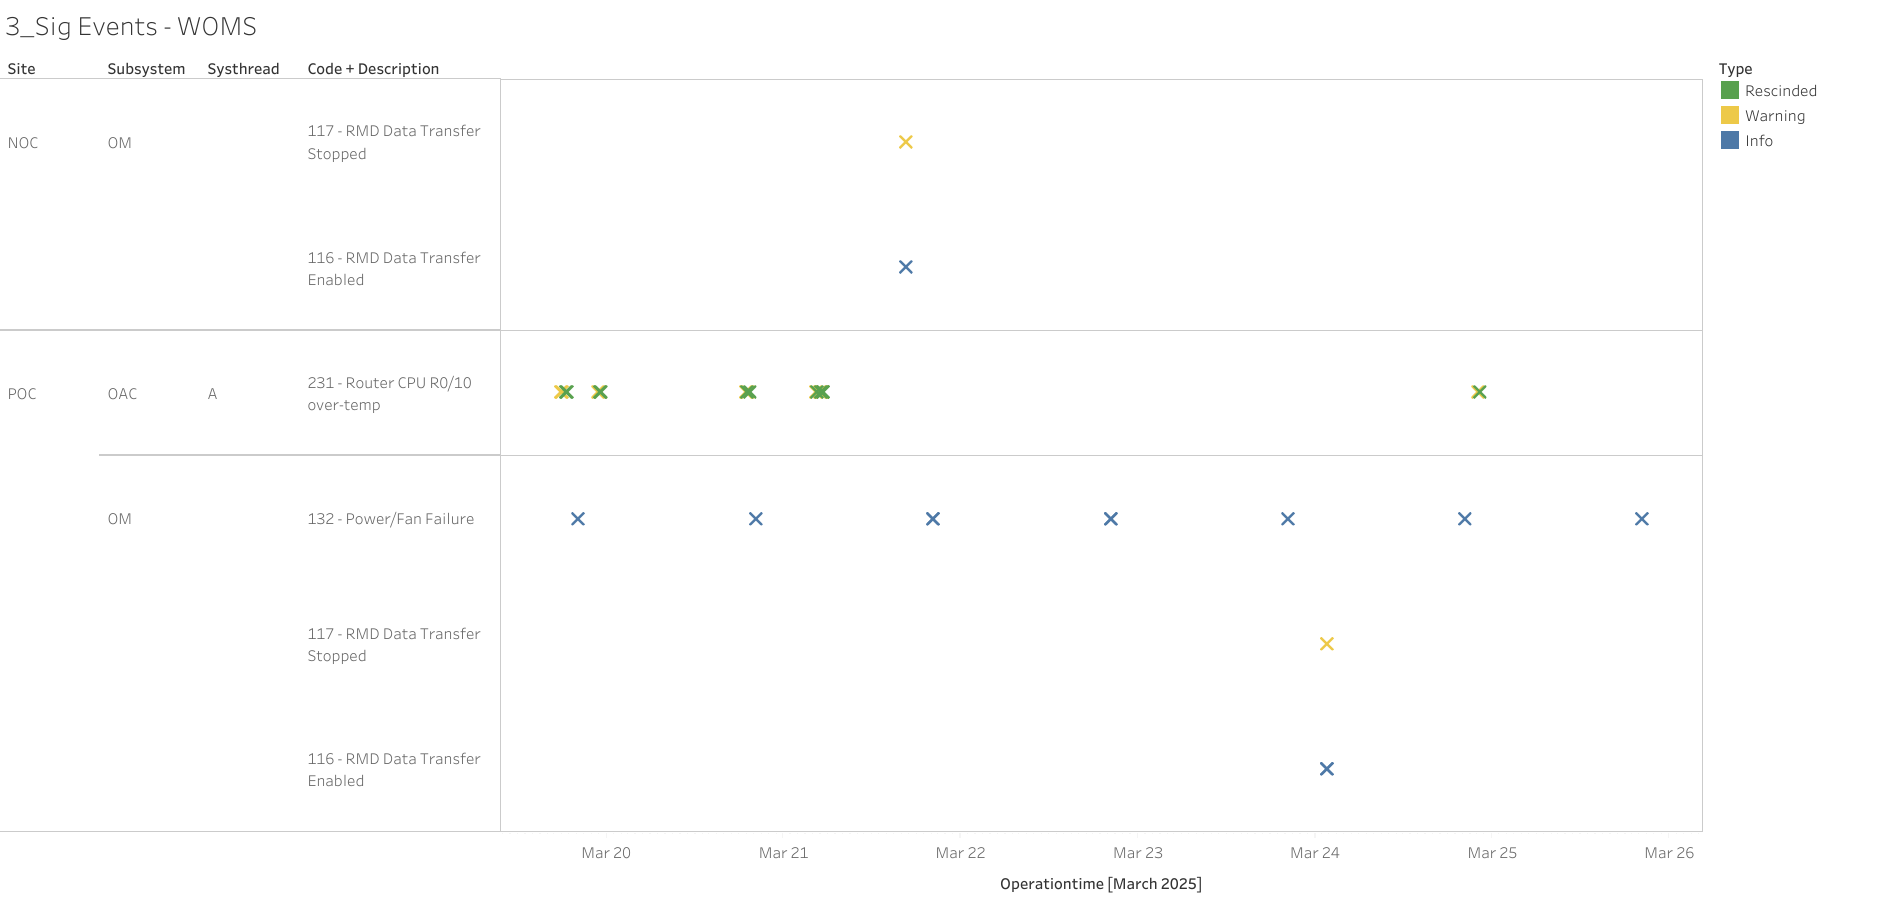 3_Sig Events - WOMS
Site Subsystem Systhread Code + Description
Type
Rescinded
Warning
Info
NOC OM 117 - RMD Data Transfer
Stopped
116 - RMD Data Transfer
Enabled
POC OAC A 231 - Router CPU R0/10
over-temp
OM 132 - Power/Fan Failure
117 - RMD Data Transfer
Stopped
116 - RMD Data Transfer
Enabled
Mar 20 Mar 21 Mar 22 Mar 23 Mar 24 Mar 25 Mar 26
Operationtime [March 2025]